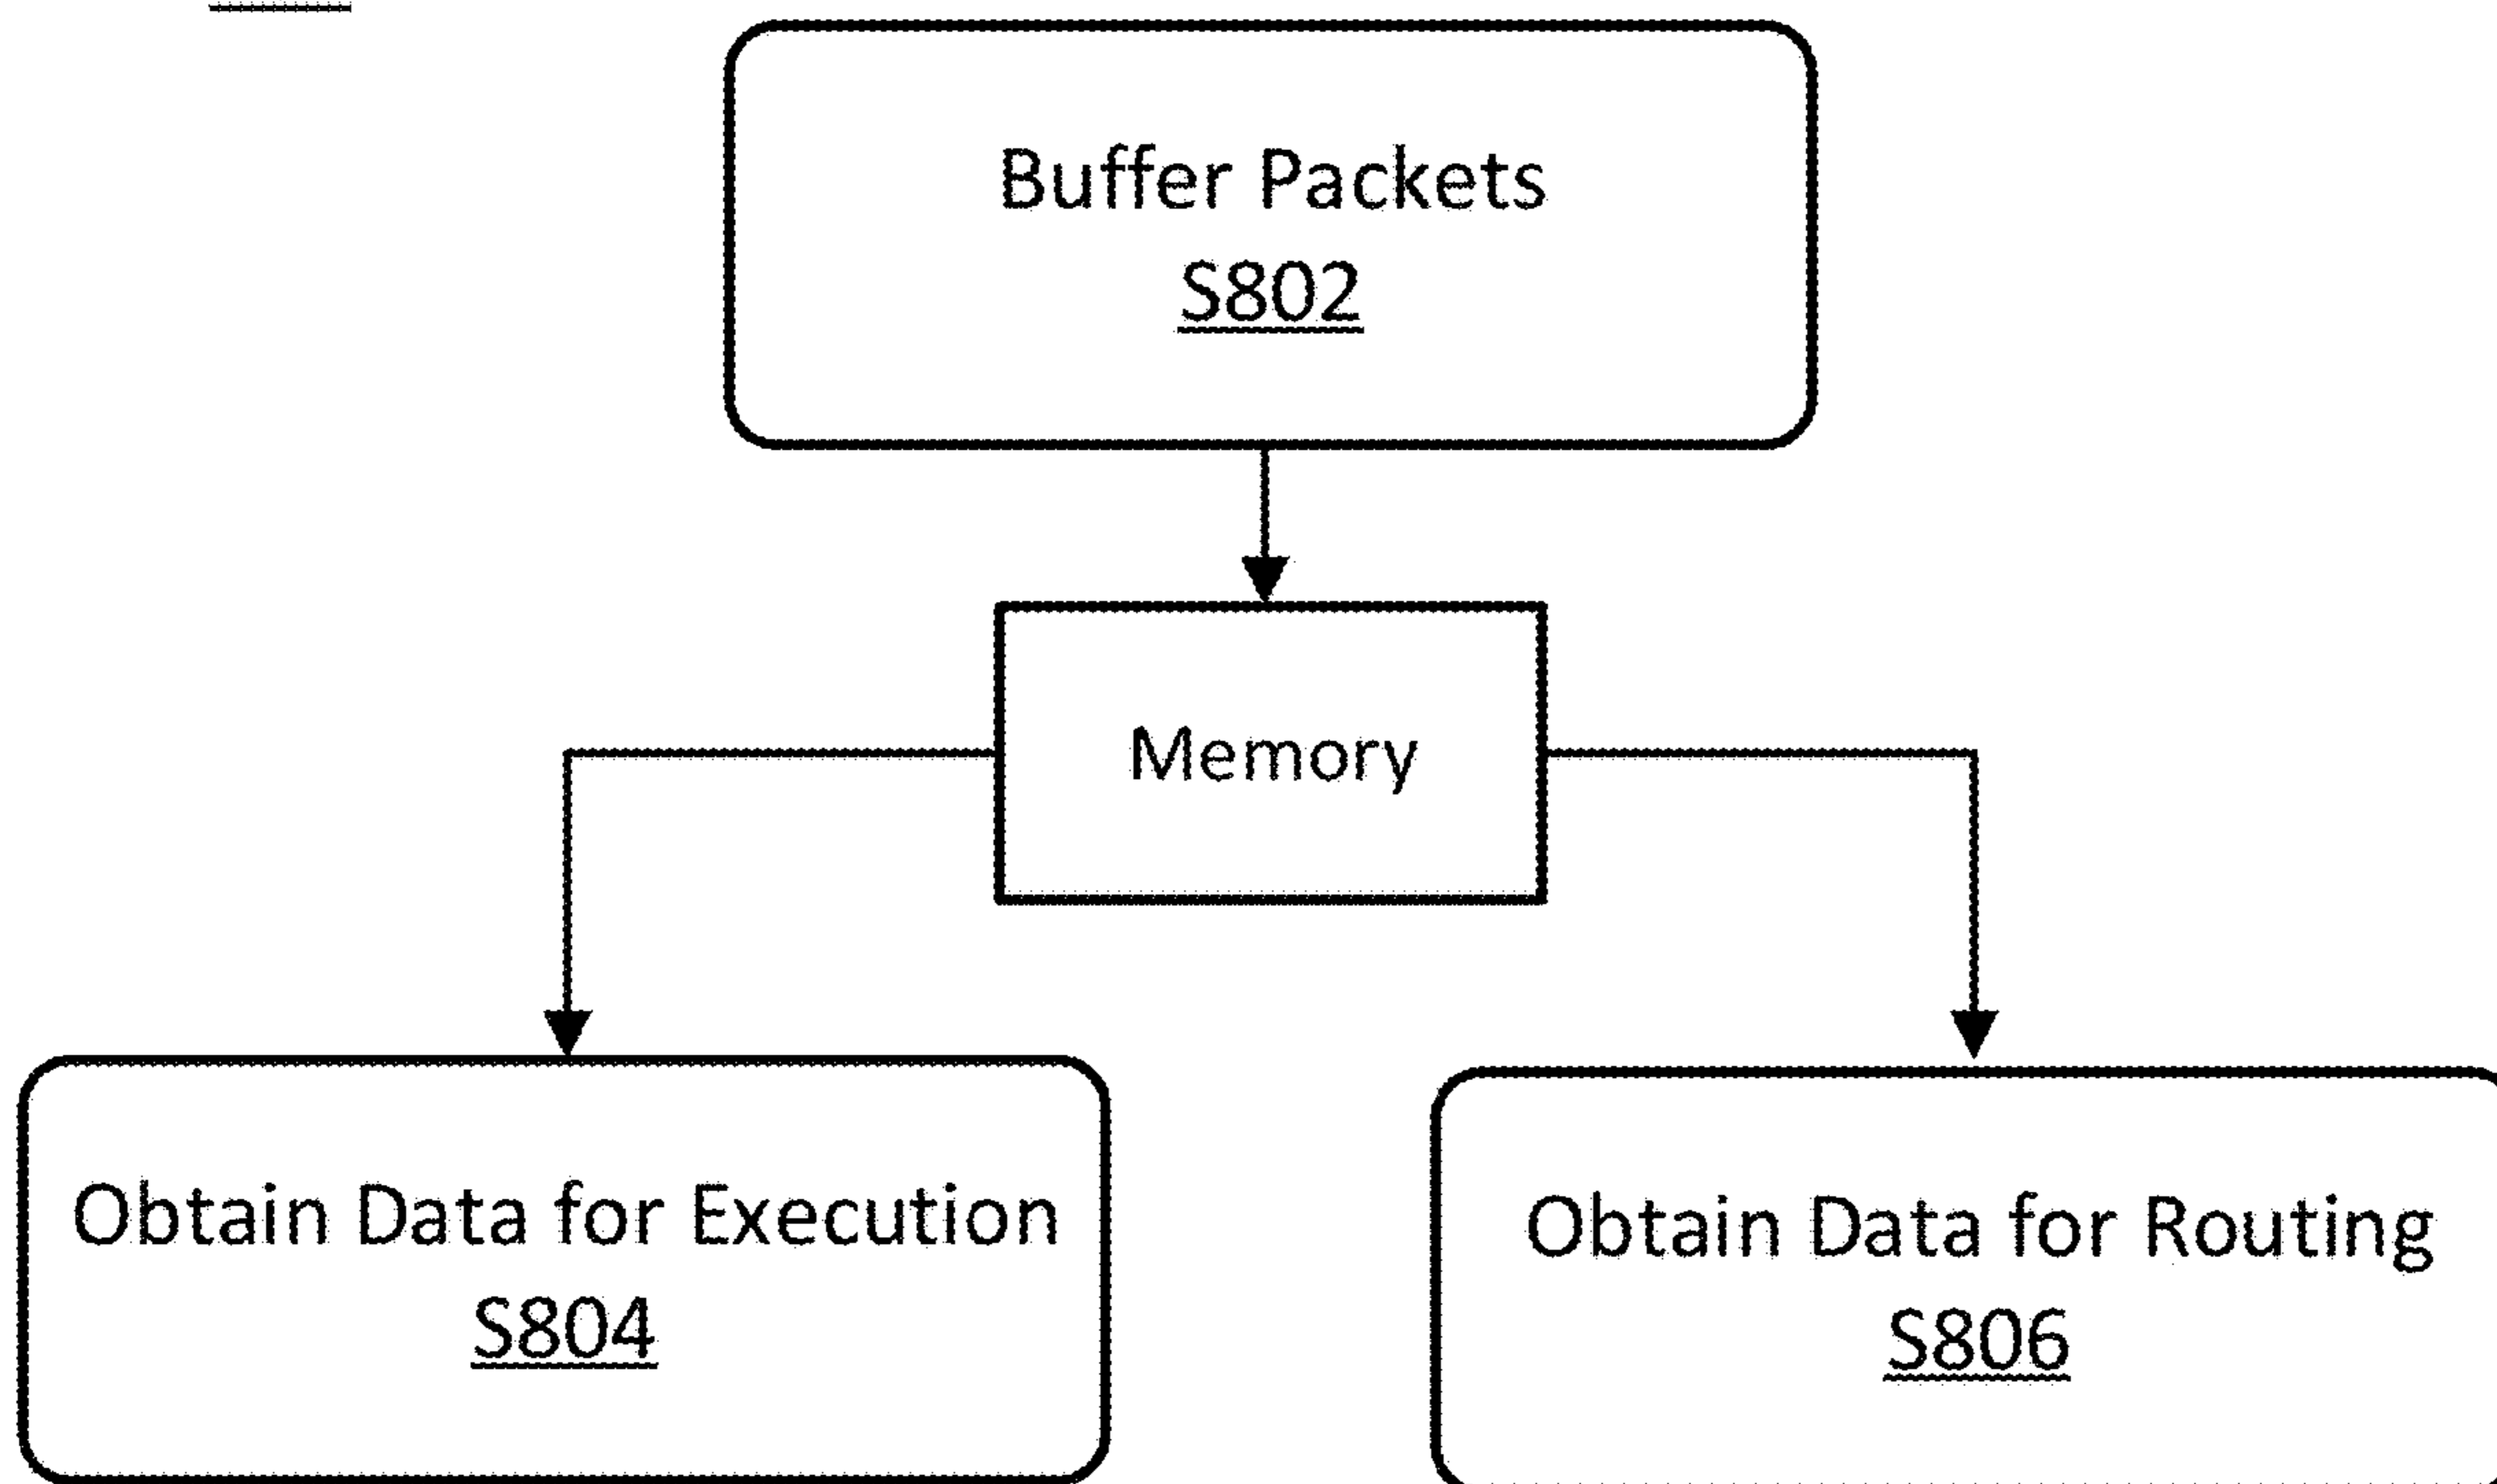 Buffer Packets
S802
Memory
Obtain Data for Execution
S804
Obtain Data for Routing
S806